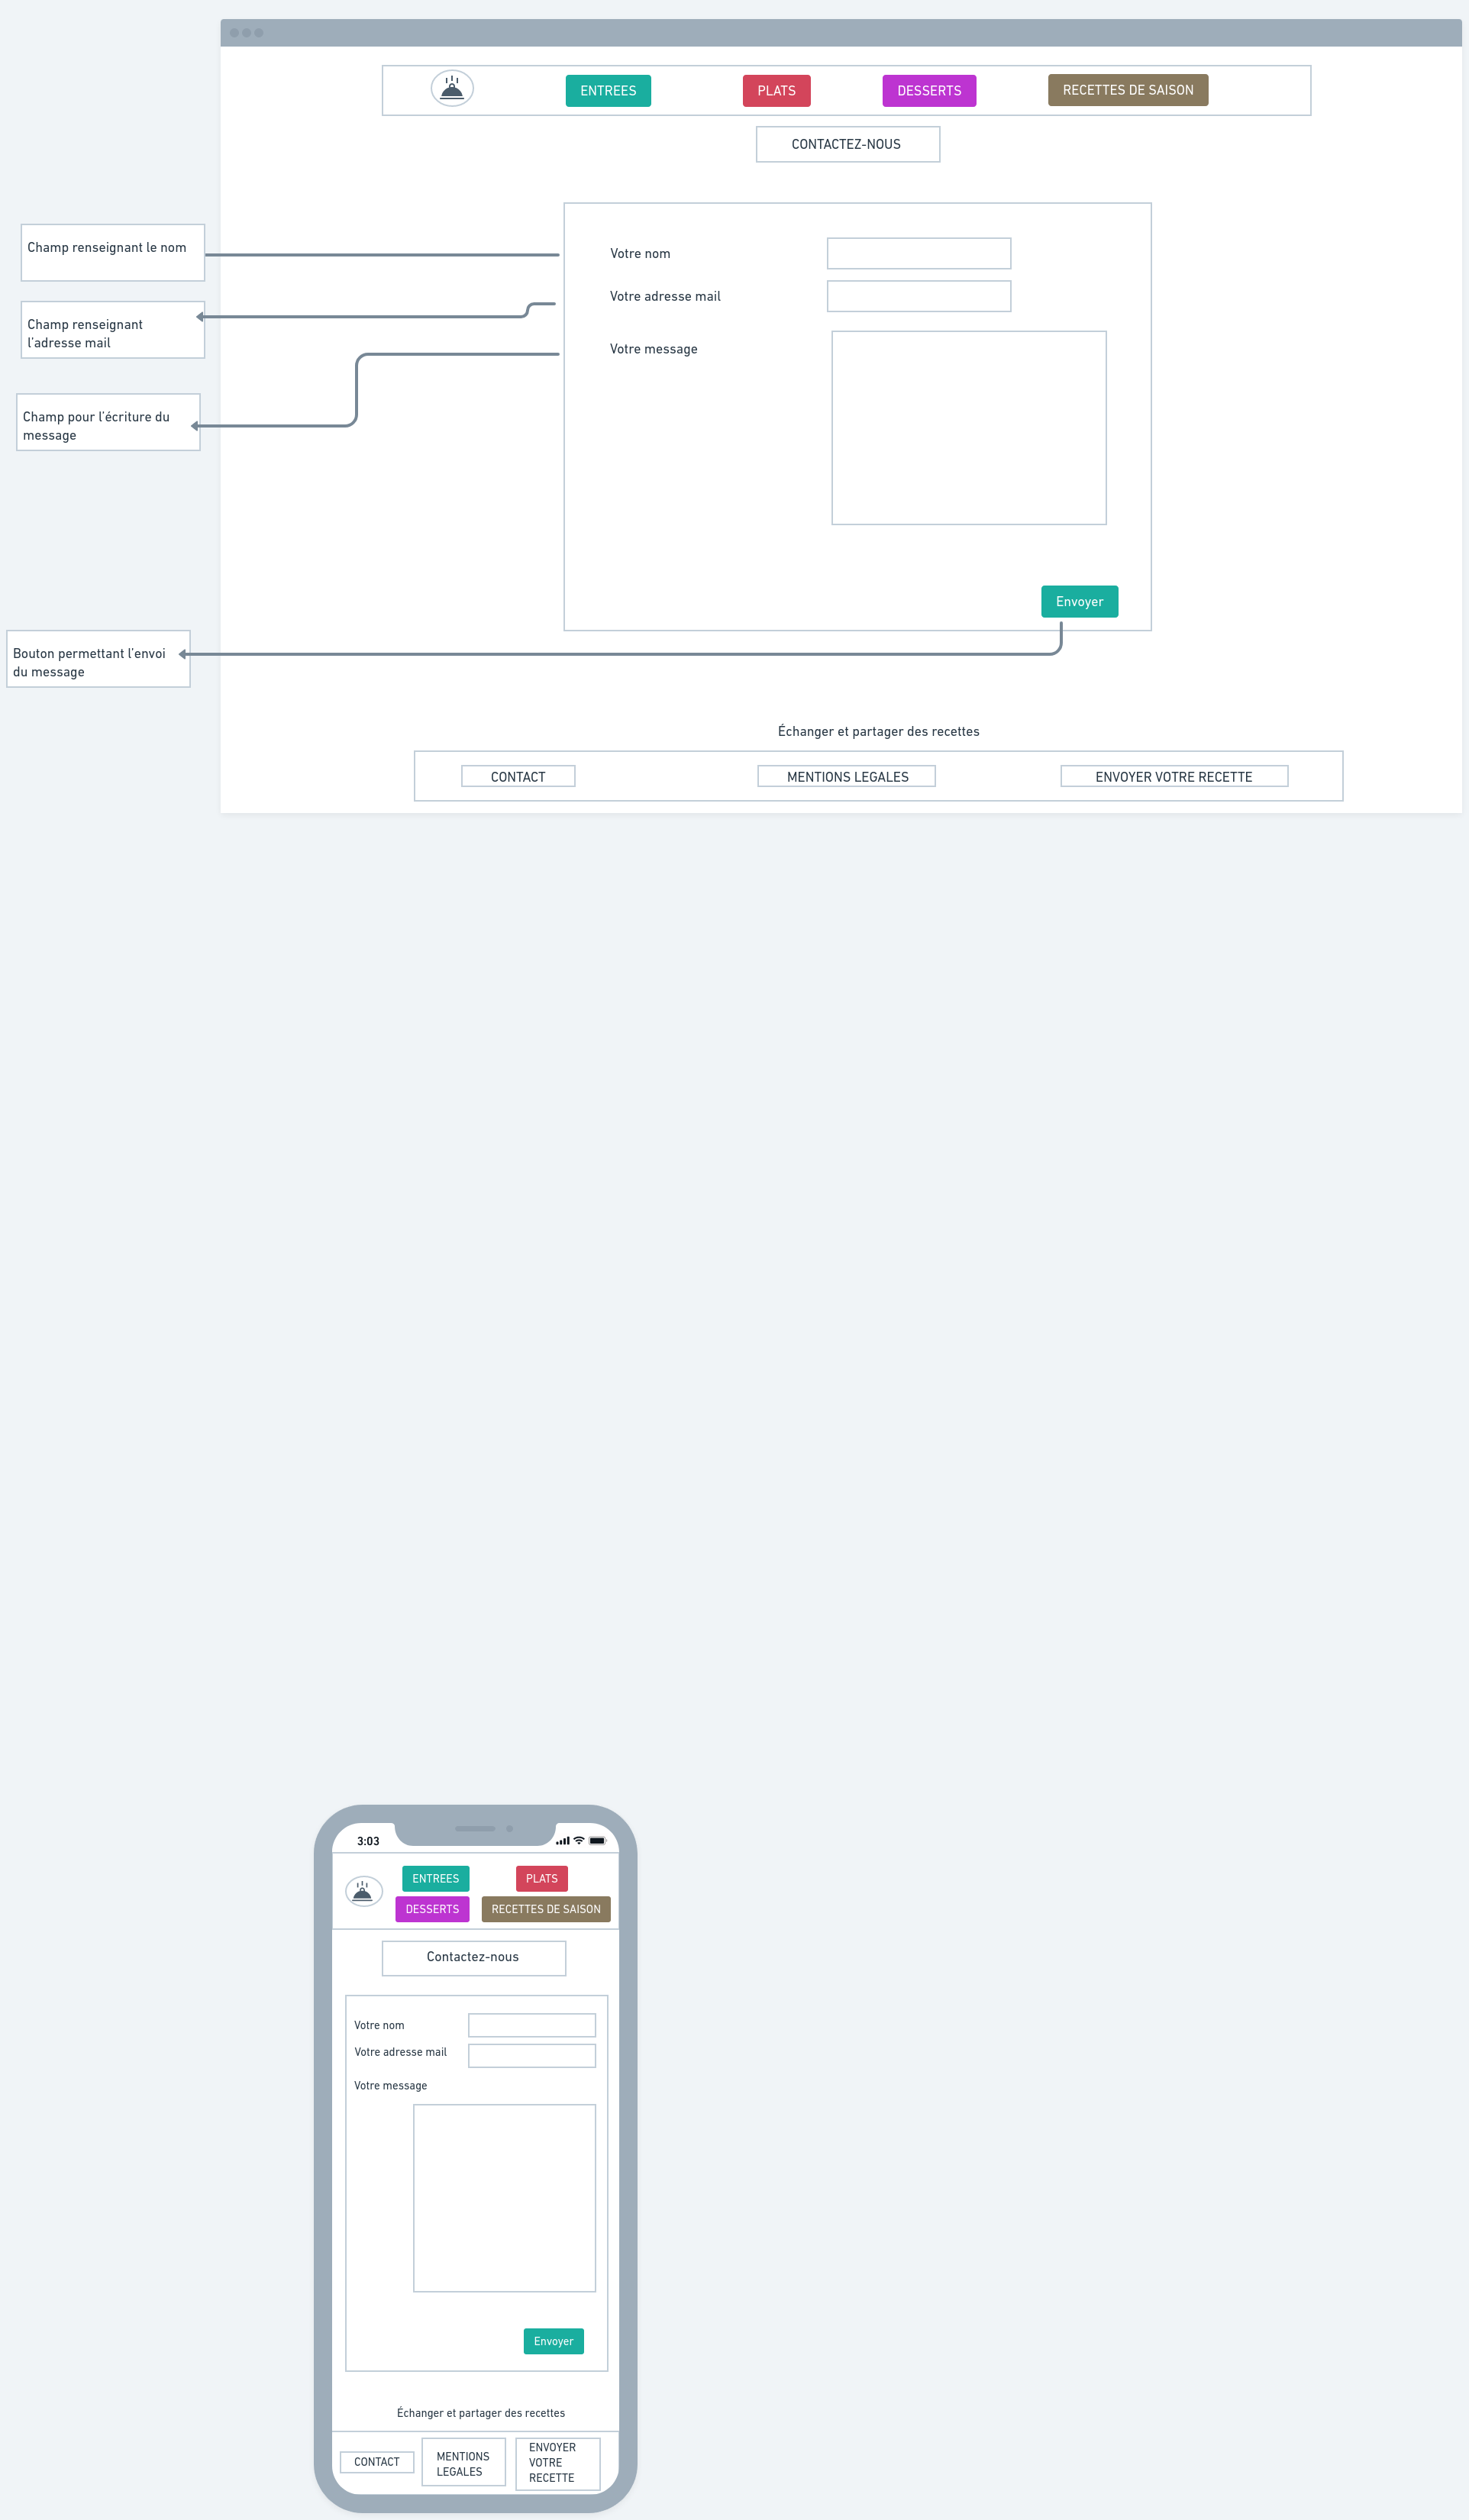 ENTREES
PLATS
DESSERTS
RECETTES DE SAISON
CONTACTEZ-NOUS
Champ renseignant le nom
Votre nom
Champ renseignant
l'adresse mail
Votre adresse mail
Champ pour l'écriture du
message
Votre message
Envoyer
Bouton permettant l'envoi
du message
Échanger et partager des recettes
CONTACT
MENTIONS LEGALES
ENVOYER VOTRE RECETTE
3:03
ENTREES
PLATS
DESSERTS
RECETTES DE SAISON
Contactez-nous
Votre nom
Votre adresse mail
Votre message
Envoyer
Échanger et partager des recettes
CONTACT
MENTIONS
LEGALES
ENVOYER
VOTRE
RECETTE